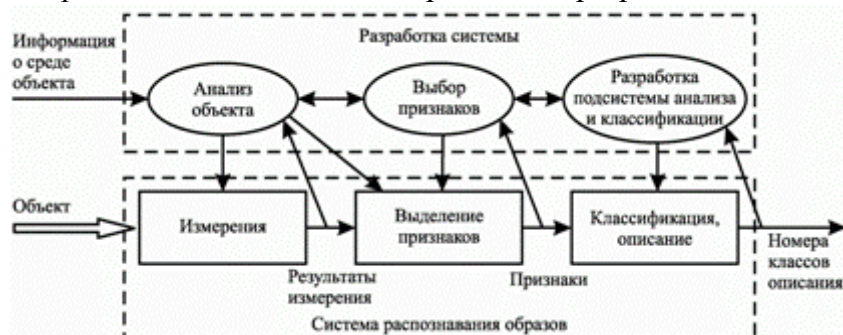 Информация
о среде
объекта
Разработка системы
Анализ
объекта
Выбор
признаков
Разработка
подсистемы анализа
и классификации
Объект
Измерения
Выделение
признаков
Классификация,
описание
Результаты
измерения
Признаки
Номера
классов
описания
Система распознавания образов